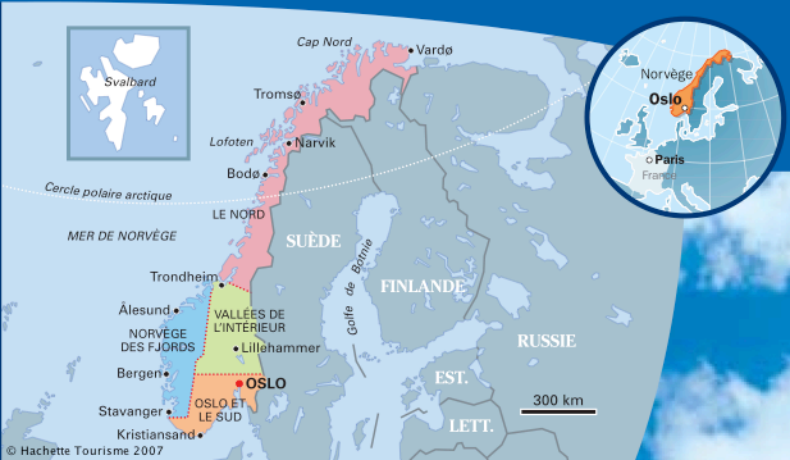 Cap Nord
Vardø
Svalbard
Norvège
Tromsø
Oslo
Lofoten
Narvik
Paris
Bodø
France
Cercle polaire arctique
LE NORD
MER DE NORVÈGE
SUÈDE
Golfe de Botnie
Trondheim
FINLANDE
Ålesund
VALLÉES DE
L'INTÉRIEUR
NORVÈGE
DES FJORDS
RUSSIE
Lillehammer
Bergen
EST.
OSLO
OSLO ET
LE SUD
300 km
Stavanger
LETT.
Kristiansand
© Hachette Tourisme 2007